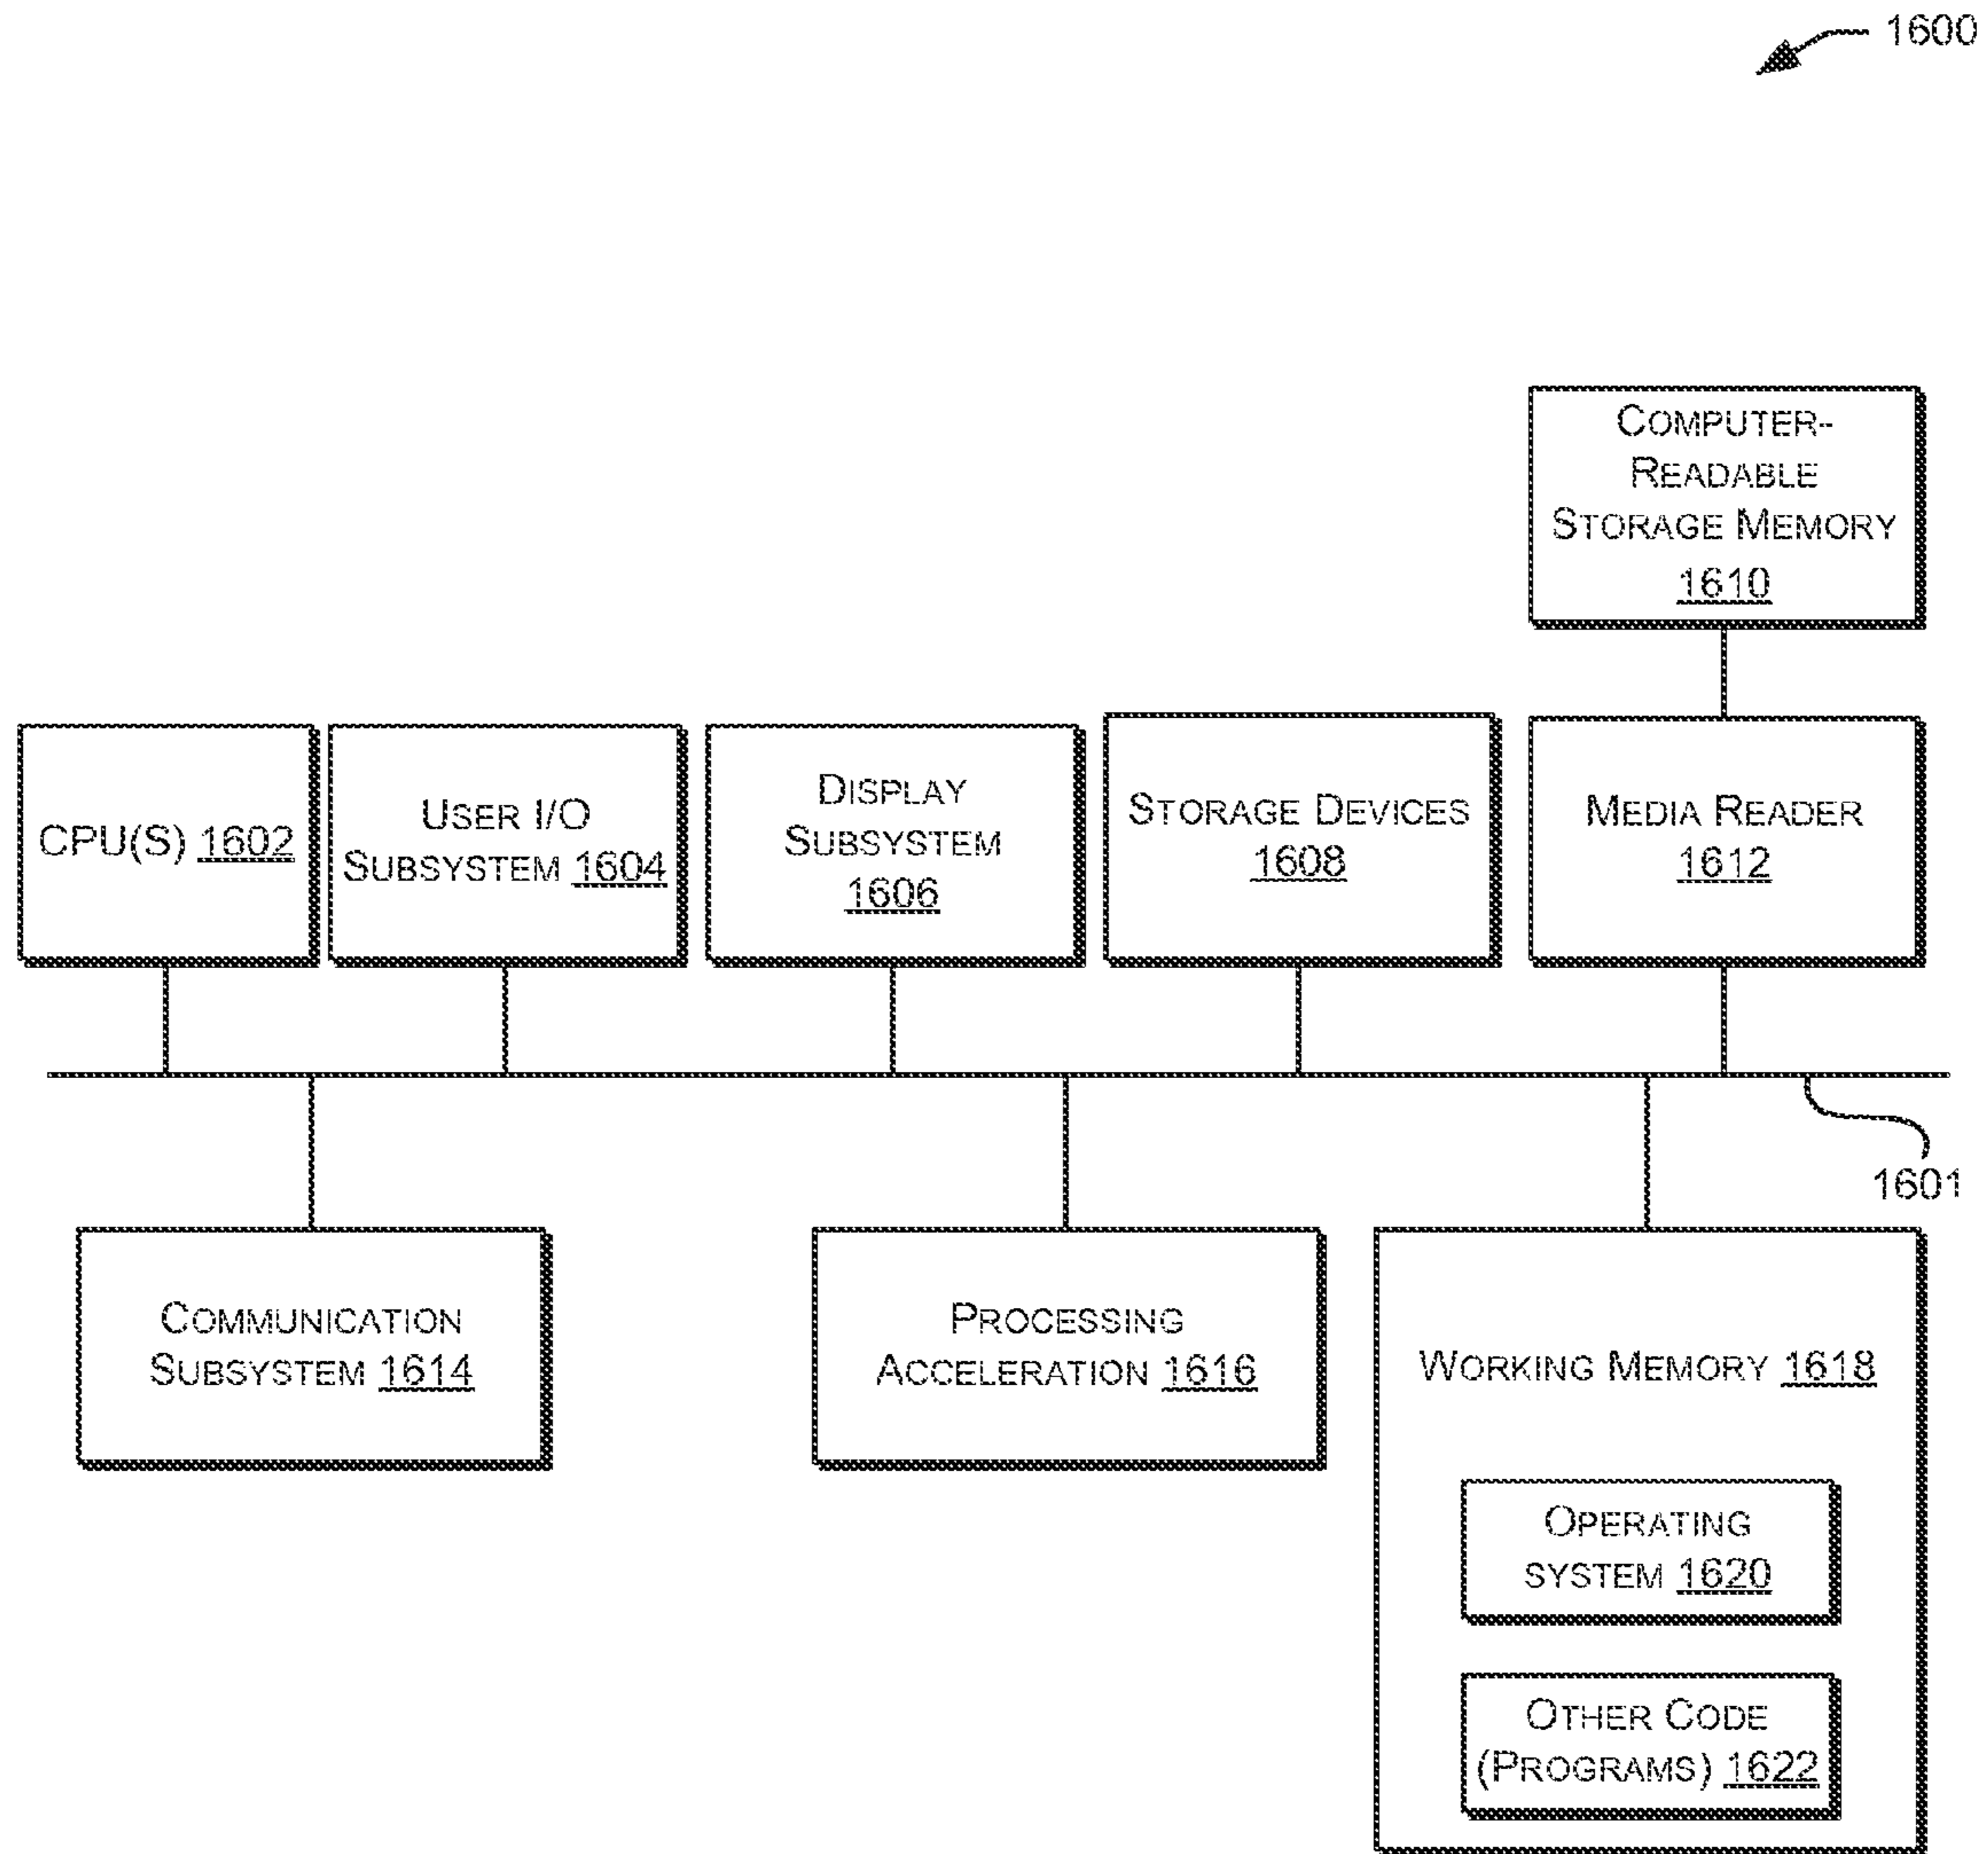 1600
COMPUTER-
READABLE
STORAGE MEMORY
1610
CPU(S) 1602
USER I/O
SUBSYSTEM 1604
DISPLAY
SUBSYSTEM
1606
STORAGE DEVICES
1608
MEDIA READER
1612
1601
COMMUNICATION
SUBSYSTEM 1614
PROCESSING
ACCELERATION 1616
WORKING MEMORY 1618
OPERATING
SYSTEM 1620
OTHER CODE
(PROGRAMS) 1622